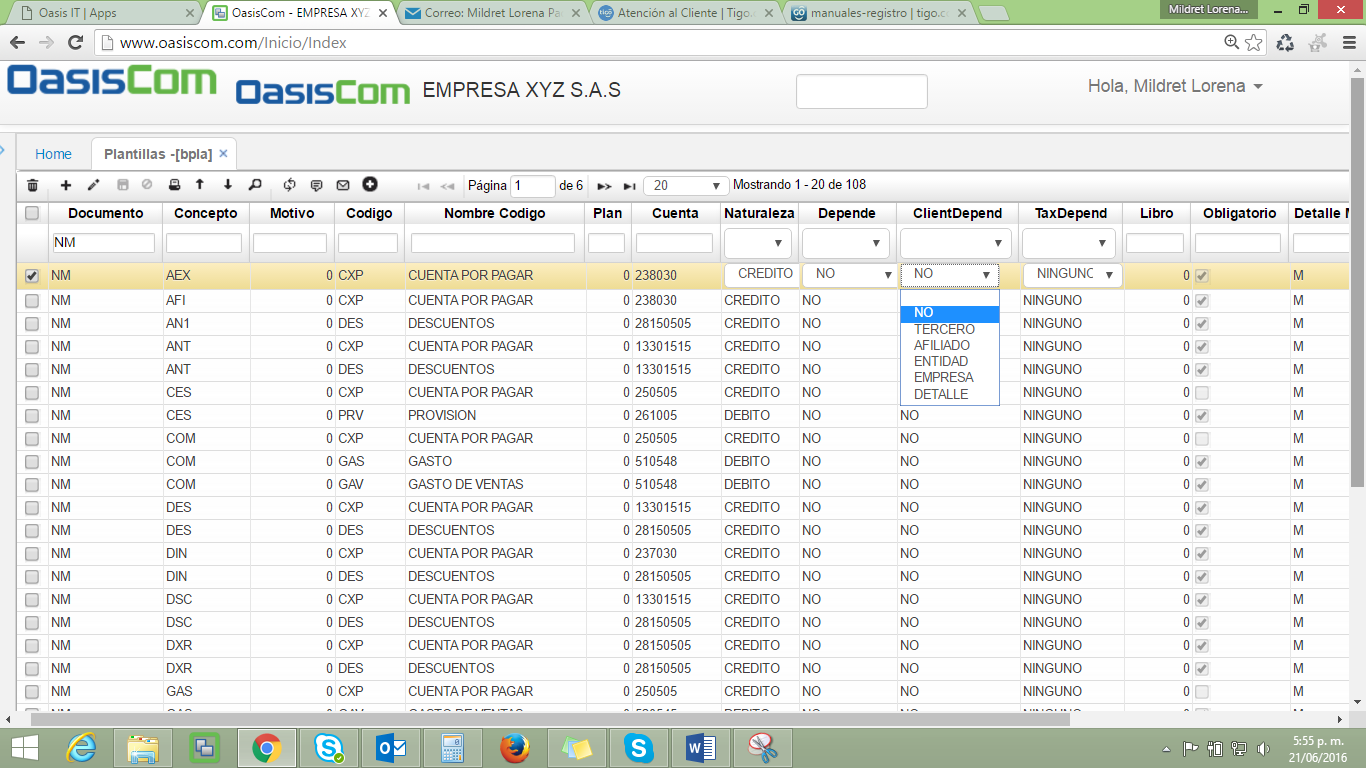 Oasis IT | Apps
OasisCom - EMPRESA XYZ
Correo: Mildret Lorena Pa
Atención al Cliente | Tigo.
manuales-registro | tigo.c
Mildret Lorena...
www.oasiscom.com/Inicio/Index
OasisCom OasisCom EMPRESA XYZ S.A.S Hola, Mildret Lorena
Home Plantillas -[bpla] ×
Página 1 de 6 20 Mostrando 1 - 20 de 108
Documento Concepto Motivo Codigo Nombre Codigo Plan Cuenta Naturaleza Depende ClientDepend TaxDepend Libro Obligatorio Detalle M
NM
NM AEX 0 CXP CUENTA POR PAGAR 0 238030 CREDITO NO NO NINGUNO 0 M
NM AFI 0 CXP CUENTA POR PAGAR 0 238030 CREDITO NO NINGUNO 0 M
NO
NM AN1 0 DES DESCUENTOS 0 28150505 CREDITO NO NINGUNO 0 M
TERCERO
NM ANT 0 CXP CUENTA POR PAGAR 0 13301515 CREDITO NO AFILIADO NINGUNO 0 M
ENTIDAD
NM ANT 0 DES DESCUENTOS 0 13301515 CREDITO NO NINGUNO 0 M
EMPRESA
NM CES 0 CXP CUENTA POR PAGAR 0 250505 CREDITO NO DETALLE NINGUNO 0 M
NM CES 0 PRV PROVISION 0 261005 DEBITO NO NO NINGUNO 0 M
NM COM 0 CXP CUENTA POR PAGAR 0 250505 CREDITO NO NO NINGUNO 0 M
NM COM 0 GAS GASTO 0 510548 DEBITO NO NO NINGUNO 0 M
NM COM 0 GAV GASTO DE VENTAS 0 510548 DEBITO NO NO NINGUNO 0 M
NM DES 0 CXP CUENTA POR PAGAR 0 13301515 CREDITO NO NO NINGUNO 0 M
NM DES 0 DES DESCUENTOS 0 28150505 CREDITO NO NO NINGUNO 0 M
NM DIN 0 CXP CUENTA POR PAGAR 0 237030 CREDITO NO NO NINGUNO 0 M
NM DIN 0 DES DESCUENTOS 0 28150505 CREDITO NO NO NINGUNO 0 M
NM DSC 0 CXP CUENTA POR PAGAR 0 13301515 CREDITO NO NO NINGUNO 0 M
NM DSC 0 DES DESCUENTOS 0 28150505 CREDITO NO NO NINGUNO 0 M
NM DXR 0 CXP CUENTA POR PAGAR 0 28150505 CREDITO NO NO NINGUNO 0 M
NM DXR 0 DES DESCUENTOS 0 28150505 CREDITO NO NO NINGUNO 0 M
NM GAS 0 CXP CUENTA POR PAGAR 0 250505 CREDITO NO NO NINGUNO 0 M
5:55 p. m.
21/06/2016